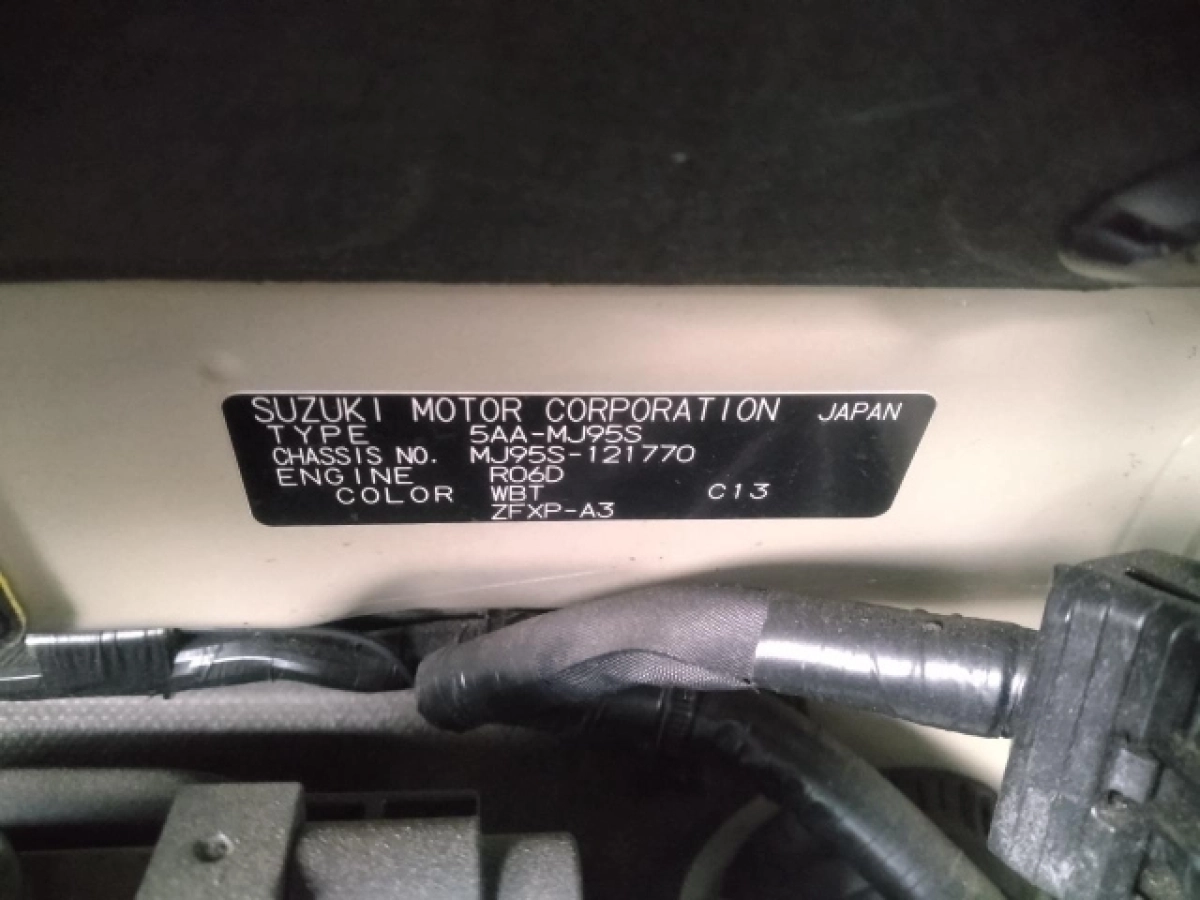 SUZUKI MOTOR CORPORATION JAPAN
TYPE 5AA-MJ95S
CHASSIS NO. MJ95S-121770
ENGINE R06D
COLOR WBT C13
ZFXP-A3